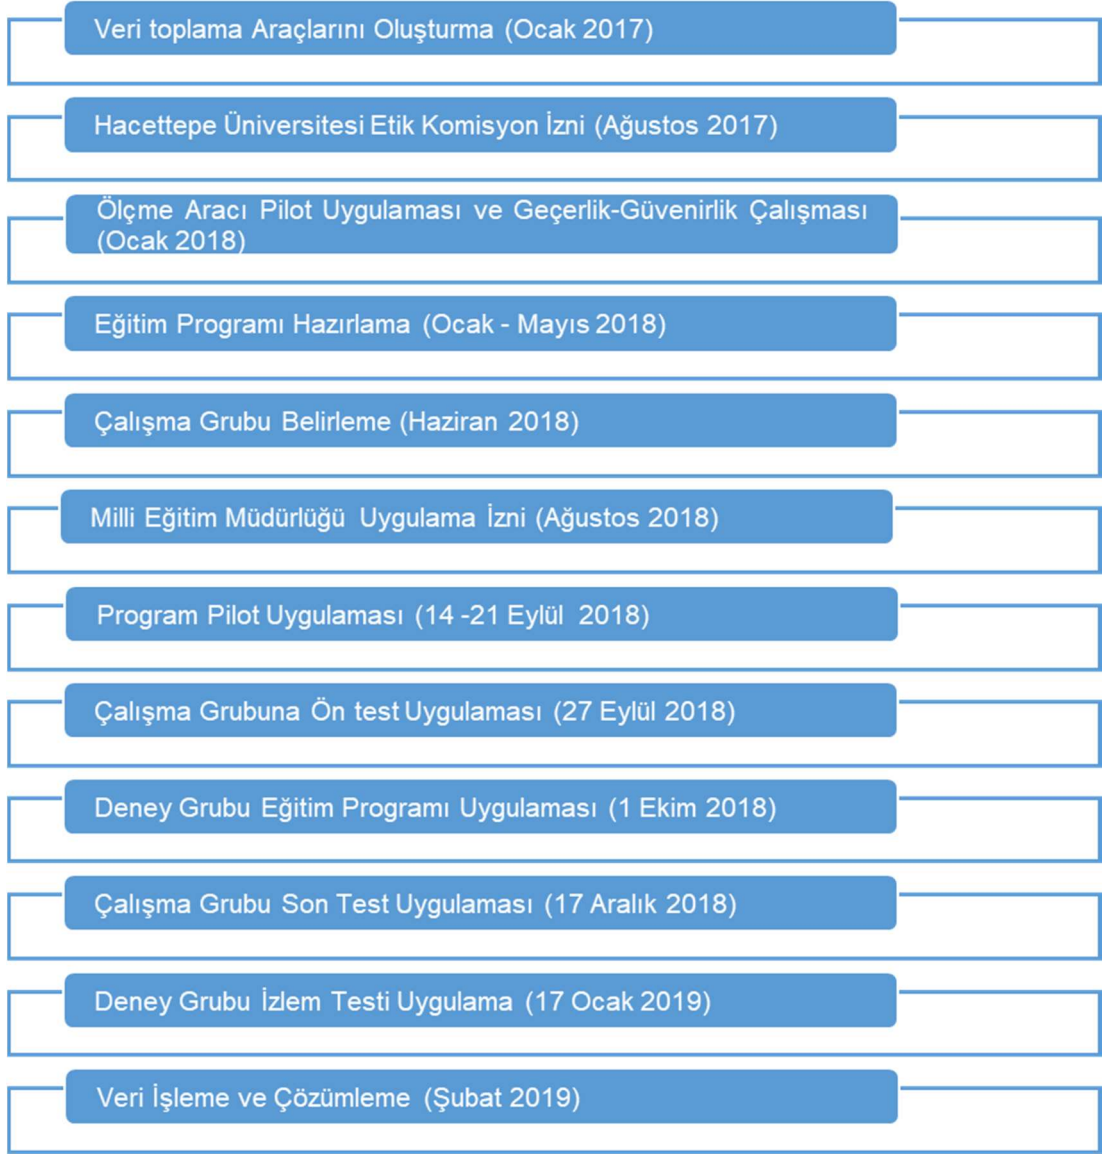 Veri toplama Araçlarını Oluşturma (Ocak 2017)
Hacettepe Üniversitesi Etik Komisyon İzni (Ağustos 2017)
Ölçme Aracı Pilot Uygulaması ve Geçerlik-Güvenirlik Çalışması
(Ocak 2018)
Eğitim Programı Hazırlama (Ocak - Mayıs 2018)
Çalışma Grubu Belirleme (Haziran 2018)
Milli Eğitim Müdürlüğü Uygulama İzni (Ağustos 2018)
Program Pilot Uygulaması (14 -21 Eylül 2018)
Çalışma Grubuna Ön test Uygulaması (27 Eylül 2018)
Deney Grubu Eğitim Programı Uygulaması (1 Ekim 2018)
Çalışma Grubu Son Test Uygulaması (17 Aralık 2018)
Deney Grubu İzlem Testi Uygulama (17 Ocak 2019)
Veri İşleme ve Çözümleme (Şubat 2019)